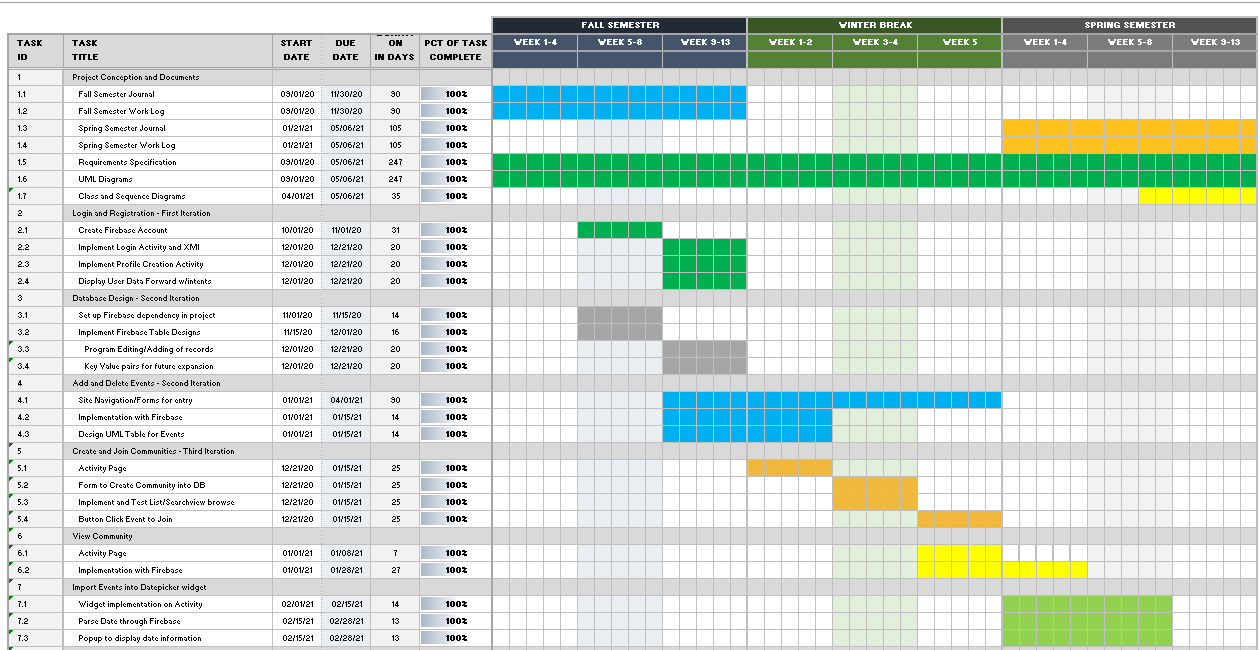 FALL SEMESTER WINTER BREAK SPRING SEMESTER
TASK ID TASK TITLE START DATE DUE DATE ON IN DAYS PCT OF TASK COMPLETE WEEK 1-4 WEEK 5-8 WEEK 9-13 WEEK 1-2 WEEK 3-4 WEEK 5 WEEK 1-4 WEEK 5-8 WEEK 9-13
1 Project Conception and Documents
1.1 Fall Semester Journal 09/01/20 11/30/20 90 100%
1.2 Fall Semester Work Log 09/01/20 11/30/20 90 100%
1.3 Spring Semester Journal 01/21/21 05/06/21 105 100%
1.4 Spring Semester Work Log 01/21/21 05/06/21 105 100%
1.5 Requirements Specification 09/01/20 05/06/21 247 100%
1.6 UML Diagrams 09/01/20 05/06/21 247 100%
1.7 Class and Sequence Diagrams 04/01/21 05/06/21 35 100%
2 Login and Registration - First Iteration
2.1 Create Firebase Account 10/01/20 11/01/20 31 100%
2.2 Implement Login Activity and XMl 12/01/20 12/21/20 20 100%
2.3 Implement Profile Creation Activity 12/01/20 12/21/20 20 100%
2.4 Display User Data Forward w/intents 12/01/20 12/21/20 20 100%
3 Database Design - Second Iteration
3.1 Set up Firebase dependency in project 11/01/20 11/15/20 14 100%
3.2 Implement Firebase Table Designs 11/15/20 12/01/20 16 100%
3.3 Program Editing/Adding of records 12/01/20 12/21/20 20 100%
3.4 Key Value pairs for future expansion 12/01/20 12/21/20 20 100%
4 Add and Delete Events - Second Iteration
4.1 Site Navigation/Forms for entry 01/01/21 04/01/21 90 100%
4.2 Implementation with Firebase 01/01/21 01/15/21 14 100%
4.3 Design UML Table for Events 01/01/21 01/15/21 14 100%
5 Create and Join Communities - Third Iteration
5.1 Activity Page 12/21/20 01/15/21 25 100%
5.2 Form to Create Community into DB 12/21/20 01/15/21 25 100%
5.3 Implement and Test List/Searchview browse 12/21/20 01/15/21 25 100%
5.4 Button Click Event to Join 12/21/20 01/15/21 25 100%
6 View Community
6.1 Activity Page 01/01/21 01/08/21 7 100%
6.2 Implementation with Firebase 01/01/21 01/28/21 27 100%
7 Import Events into Datepicker widget
7.1 Widget implementation on Activity 02/01/21 02/15/21 14 100%
7.2 Parse Date through Firebase 02/15/21 02/28/21 13 100%
7.3 Popup to display date information 02/15/21 02/28/21 13 100%